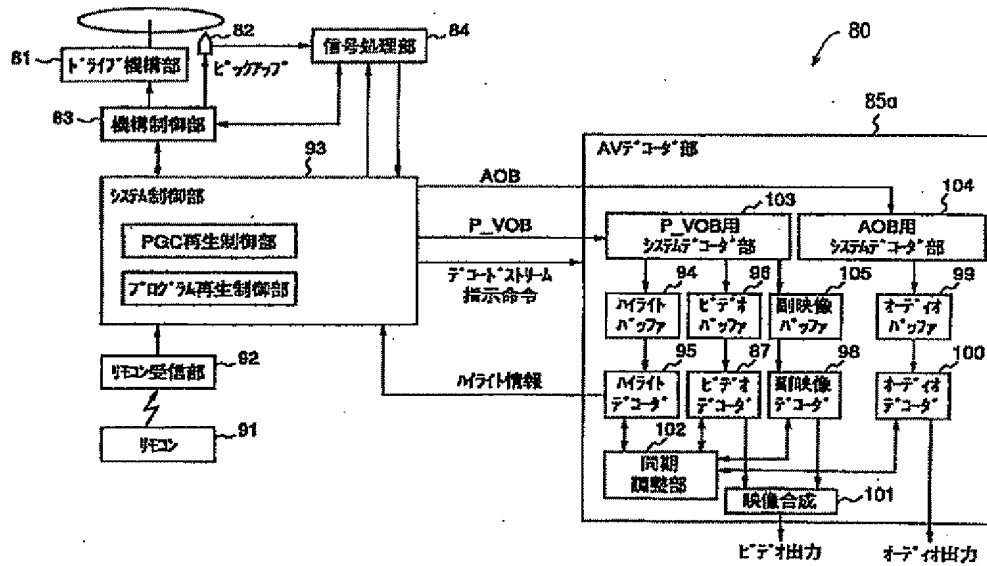 82
84
80
81
ドライブ機構部
信号処理部
ピックアップ
83
機構制御部
85a
93
AVデコーダ部
システム制御部
AOB
103
104
PGC再生制御部
P_VOB
P_VOB用
システムデコーダ部
AOB用
システムデコーダ部
プログラム再生制御部
デコードストリーム
指示命令
94
96
105
99
ハイライト
バッファ
ビデオ
バッファ
副映像
バッファ
オーディオ
バッファ
95
87
98
100
リモコン受信部
92
ハイライト情報
ハイライト
デコーダ
ビデオ
デコーダ
副映像
デコーダ
オーディオ
デコーダ
リモコン
91
102
同期
調整部
映像合成
101
ビデオ出力
オーディオ出力